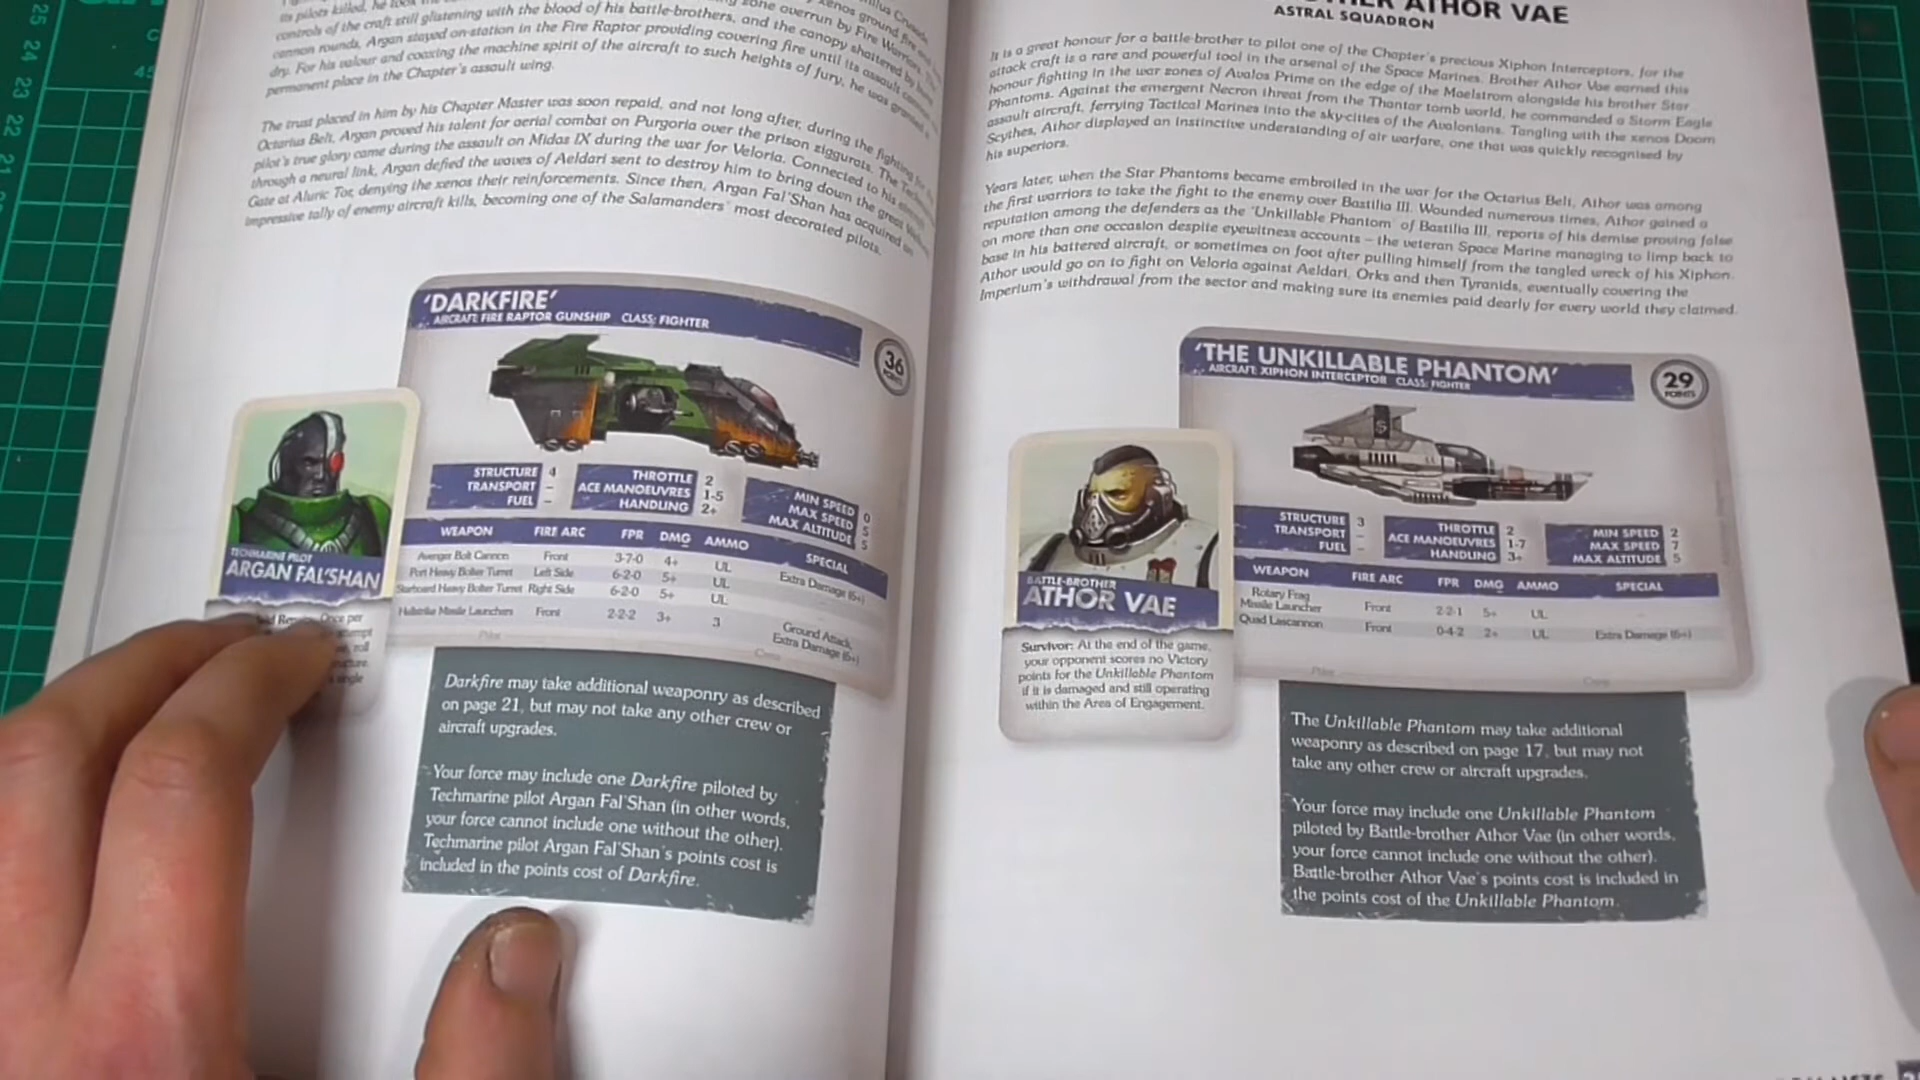 controls of the craft still glistening with the blood of his battle-brothers, and the canopy shattered by
cannon rounds, Argan stayed on-station in the Fire Raptor providing covering fire until its assault cannons
dry. For his valour and coaxing the machine spirit of the aircraft to such heights of fury, he was granted a
permanent place in the Chapter's assault wing.
The trust placed in him by his Chapter Master was soon repaid, and not long after, during the fighting
Octarius Belt, Argan proved his talent for aerial combat on Purgoria over the prison ziggurats. The
pilot's true glory came during the assault on Midas IX during the war for Veloria. Connected to his
through a neural link, Argan defied the waves of Aeldari sent to destroy him to bring down the great
Gate at Aluric Tor, denying the xenos their reinforcements. Since then, Argan Fal'Shan has acquired an
impressive tally of enemy aircraft kills, becoming one of the Salamanders' most decorated pilots.
'DARKFIRE'
AIRCRAFT: FIRE RAPTOR GUNSHIP CLASS: FIGHTER
36
POINTS
STRUCTURE 4
TRANSPORT –
FUEL –
THROTTLE 2
ACE MANOEUVRES 1-5
HANDLING 2+
MIN SPEED 0
MAX SPEED 5
MAX ALTITUDE 5
WEAPON FIRE ARC FPR DMG AMMO SPECIAL
Avenger Bolt Cannon Front 3-7-0 4+ UL Extra Damage (6+)
Port Heavy Bolter Turret Left Side 6-2-0 5+ UL
Starboard Heavy Bolter Turret Right Side 6-2-0 5+ UL
Hellstrike Missile Launchers Front 2-2-2 3+ 3 Ground Attack,
Extra Damage (6+)
TECHMARINE PILOT
ARGAN FAL'SHAN
Once per
Darkfire may take additional weaponry as described
on page 21, but may not take any other crew or
aircraft upgrades.
Your force may include one Darkfire piloted by
Techmarine pilot Argan Fal'Shan (in other words,
your force cannot include one without the other).
Techmarine pilot Argan Fal'Shan's points cost is
included in the points cost of Darkfire.
ATHOR VAE
ASTRAL SQUADRON
It is a great honour for a battle-brother to pilot one of the Chapter's precious Xiphon Interceptors, for the
attack craft is a rare and powerful tool in the arsenal of the Space Marines. Brother Athor Vae earned this
honour fighting in the war zones of Avalos Prime on the edge of the Maelstrom alongside his brother Star
Phantoms. Against the emergent Necron threat from the Thantar tomb world, he commanded a Storm Eagle
assault aircraft, ferrying Tactical Marines into the sky-cities of the Avalonians. Tangling with the xenos Doom
Scythes, Athor displayed an instinctive understanding of air warfare, one that was quickly recognised by
his superiors.
Years later, when the Star Phantoms became embroiled in the war for the Octarius Belt, Athor was among
the first warriors to take the fight to the enemy over Bastilia III. Wounded numerous times, Athor gained a
reputation among the defenders as the 'Unkillable Phantom' of Bastilia III, reports of his demise proving false
on more than one occasion despite eyewitness accounts – the veteran Space Marine managing to limp back to
base in his battered aircraft, or sometimes on foot after pulling himself from the tangled wreck of his Xiphon.
Athor would go on to fight on Veloria against Aeldari, Orks and then Tyranids, eventually covering the
Imperium's withdrawal from the sector and making sure its enemies paid dearly for every world they claimed.
'THE UNKILLABLE PHANTOM'
AIRCRAFT: XIPHON INTERCEPTOR CLASS: FIGHTER
29
POINTS
STRUCTURE 3
TRANSPORT –
FUEL –
THROTTLE 2
ACE MANOEUVRES 1-7
HANDLING 3+
MIN SPEED 2
MAX SPEED 7
MAX ALTITUDE 5
WEAPON FIRE ARC FPR DMG AMMO SPECIAL
Rotary Frag
Missile Launcher Front 2-2-1 5+ UL
Quad Lascannon Front 0-4-2 2+ UL Extra Damage (6+)
BATTLE-BROTHER
ATHOR VAE
Survivor: At the end of the game,
your opponent scores no Victory
points for the Unkillable Phantom
if it is damaged and still operating
within the Area of Engagement.
The Unkillable Phantom may take additional
weaponry as described on page 17, but may not
take any other crew or aircraft upgrades.
Your force may include one Unkillable Phantom
piloted by Battle-brother Athor Vae (in other words,
your force cannot include one without the other).
Battle-brother Athor Vae's points cost is included in
the points cost of the Unkillable Phantom.
25
24
23
22